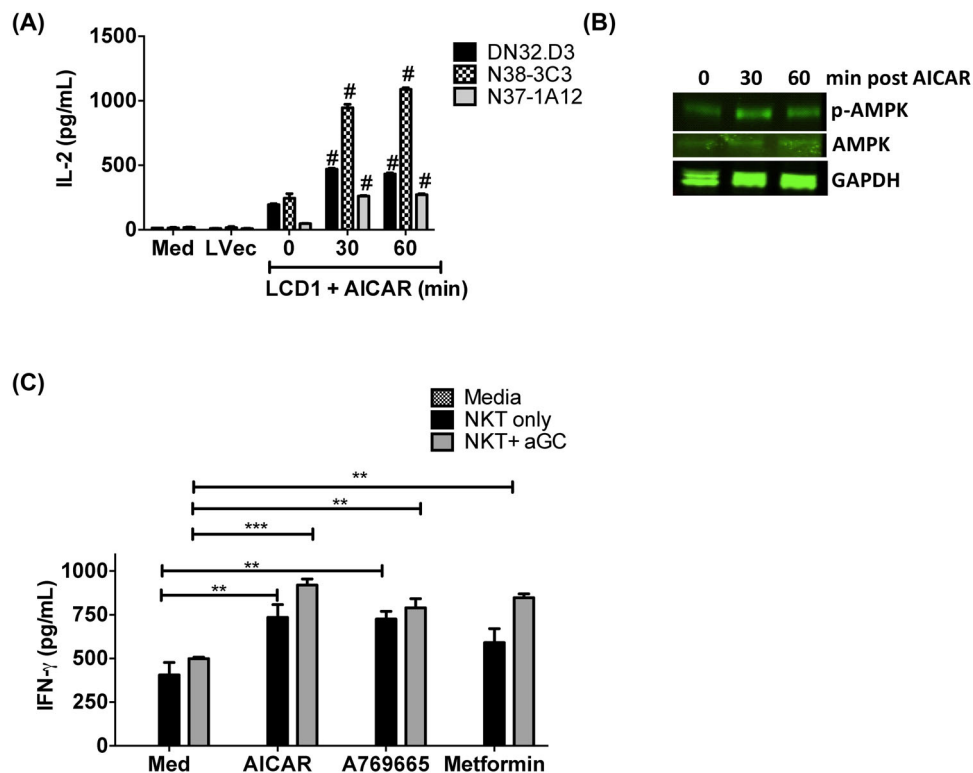 (A)
1500
1000
500
0
IL-2 (pg/mL)
DN32.D3
N38-3C3
N37-1A12
# # #
# # #
Med LVec 0 30 60
LCD1 + AICAR (min)
(B)
0 30 60 min post AICAR
p-AMPK
AMPK
GAPDH
(C)
Media
NKT only
NKT+ aGC
**
**
***
**
**
1000
750
500
250
0
IFN-γ (pg/mL)
Med AICAR A769665 Metformin